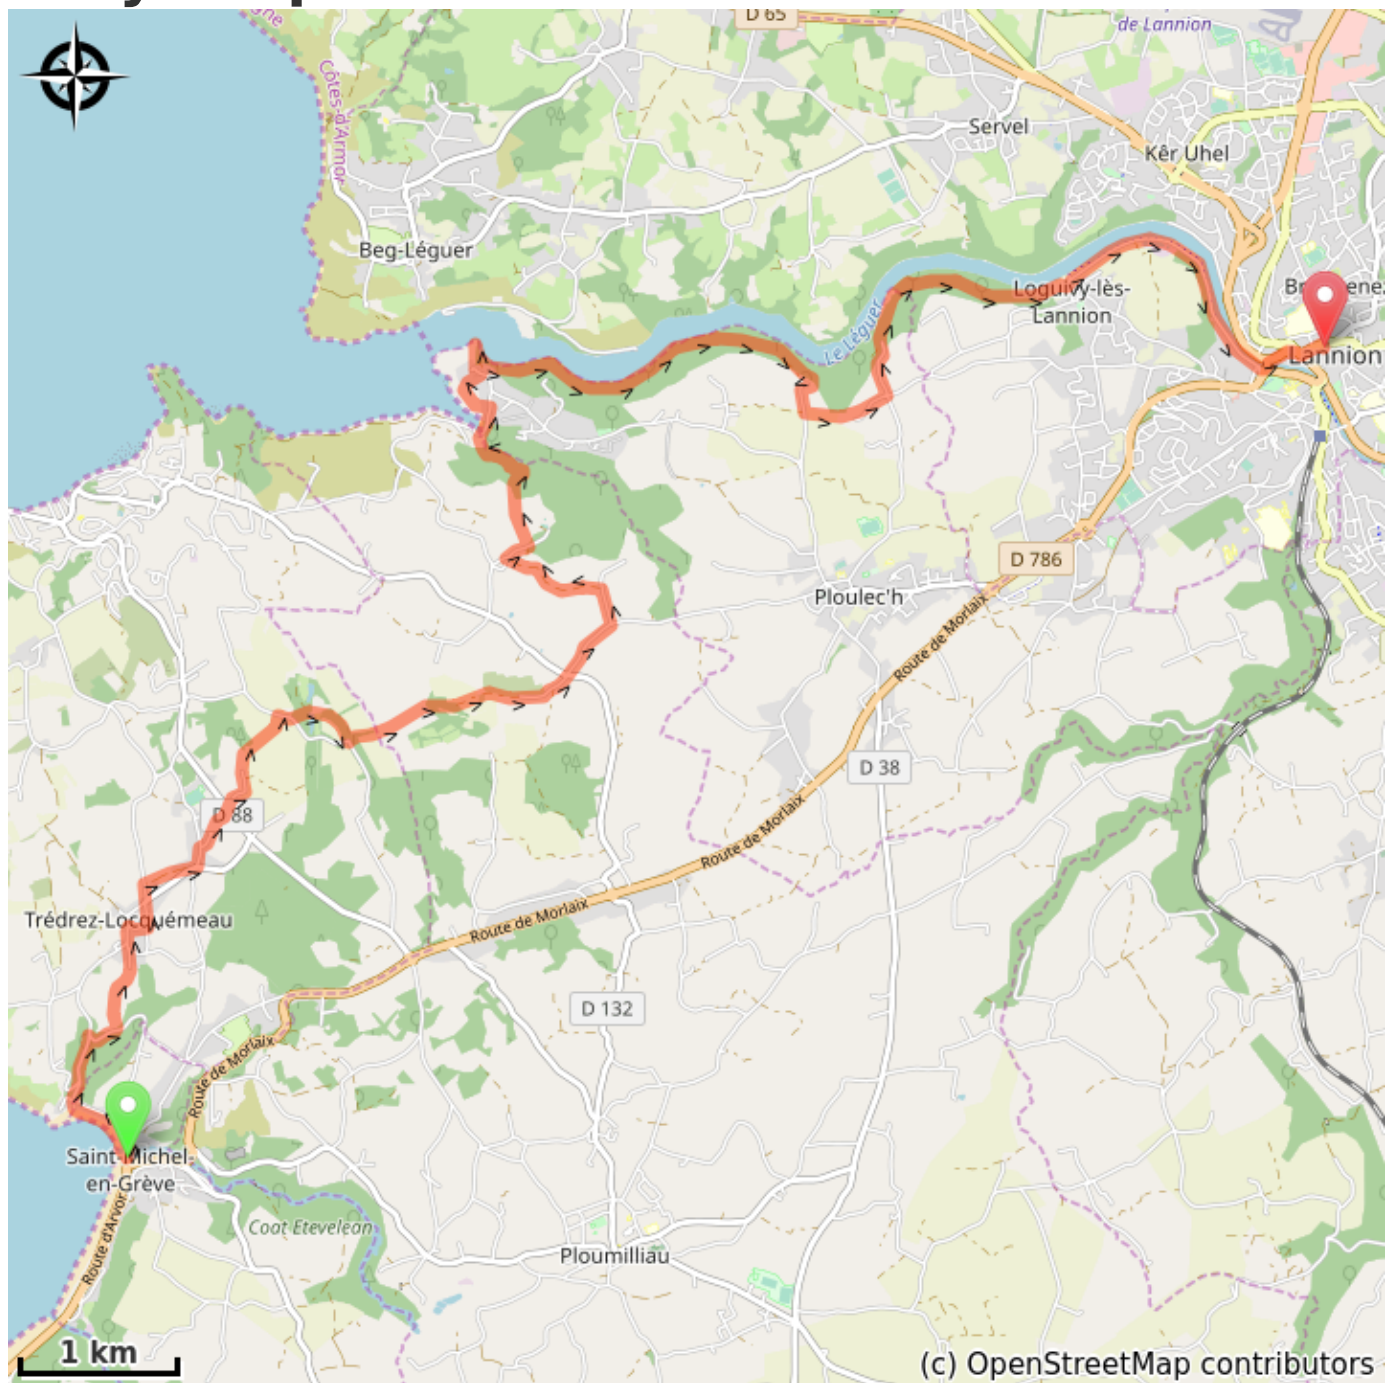 D 65
de Lannion
Côtes-d'Armor
Servel
Kêr Uhel
Beg-Léguer
Loguivy-lès-
Lannion
Le Léguer
Lannion
D 786
Ploulec'h
Route de Morlaix
D 38
D 88
Route de Morlaix
Trédrez-Locquémeau
Route de Morlaix
D 132
Route de Morlaix
Saint-Michel-
en-Grève
Route d'Arvor
Coat Etevelean
Ploumilliau
1 km
(c) OpenStreetMap contributors